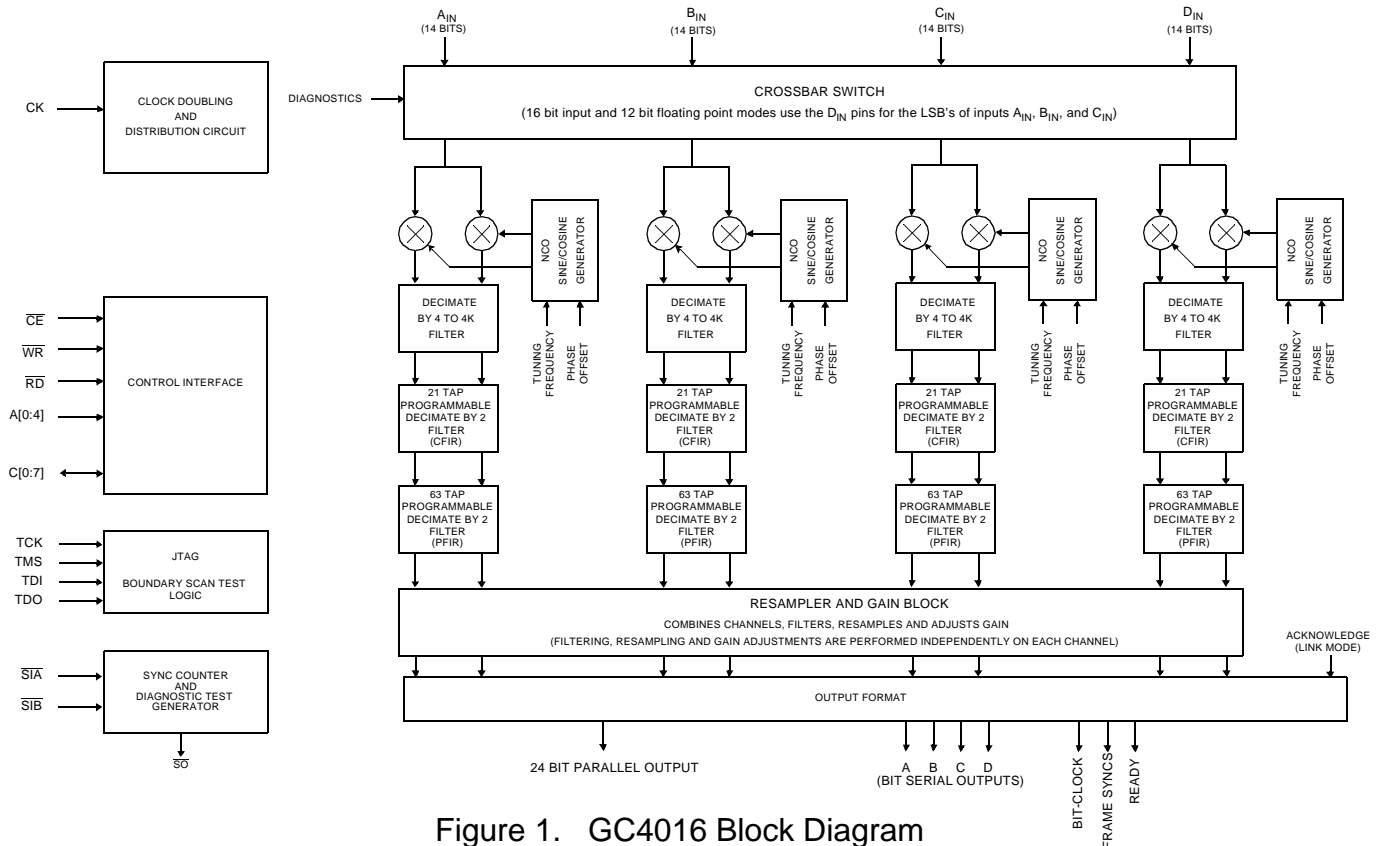 A_IN
(14 BITS)
B_IN
(14 BITS)
C_IN
(14 BITS)
D_IN
(14 BITS)
CK
CLOCK DOUBLING
AND
DISTRIBUTION CIRCUIT
DIAGNOSTICS
CROSSBAR SWITCH
(16 bit input and 12 bit floating point modes use the D_IN pins for the LSB's of inputs A_IN, B_IN, and C_IN)
NCO
SINE/COSINE
GENERATOR
NCO
SINE/COSINE
GENERATOR
NCO
SINE/COSINE
GENERATOR
NCO
SINE/COSINE
GENERATOR
DECIMATE
BY 4 TO 4K
FILTER
DECIMATE
BY 4 TO 4K
FILTER
DECIMATE
BY 4 TO 4K
FILTER
DECIMATE
BY 4 TO 4K
FILTER
TUNING
FREQUENCY
PHASE
OFFSET
TUNING
FREQUENCY
PHASE
OFFSET
TUNING
FREQUENCY
PHASE
OFFSET
TUNING
FREQUENCY
PHASE
OFFSET
CE
WR
RD
A[0:4]
C[0:7]
CONTROL INTERFACE
21 TAP
PROGRAMMABLE
DECIMATE BY 2
FILTER
(CFIR)
21 TAP
PROGRAMMABLE
DECIMATE BY 2
FILTER
(CFIR)
21 TAP
PROGRAMMABLE
DECIMATE BY 2
FILTER
(CFIR)
21 TAP
PROGRAMMABLE
DECIMATE BY 2
FILTER
(CFIR)
63 TAP
PROGRAMMABLE
DECIMATE BY 2
FILTER
(PFIR)
63 TAP
PROGRAMMABLE
DECIMATE BY 2
FILTER
(PFIR)
63 TAP
PROGRAMMABLE
DECIMATE BY 2
FILTER
(PFIR)
63 TAP
PROGRAMMABLE
DECIMATE BY 2
FILTER
(PFIR)
TCK
TMS
TDI
TDO
JTAG
BOUNDARY SCAN TEST
LOGIC
RESAMPLER AND GAIN BLOCK
COMBINES CHANNELS, FILTERS, RESAMPLES AND ADJUSTS GAIN
(FILTERING, RESAMPLING AND GAIN ADJUSTMENTS ARE PERFORMED INDEPENDENTLY ON EACH CHANNEL)
ACKNOWLEDGE
(LINK MODE)
SIA
SIB
SYNC COUNTER
AND
DIAGNOSTIC TEST
GENERATOR
SO
OUTPUT FORMAT
24 BIT PARALLEL OUTPUT
A B C D
(BIT SERIAL OUTPUTS)
BIT-CLOCK
FRAME SYNCS
READY
Figure 1. GC4016 Block Diagram